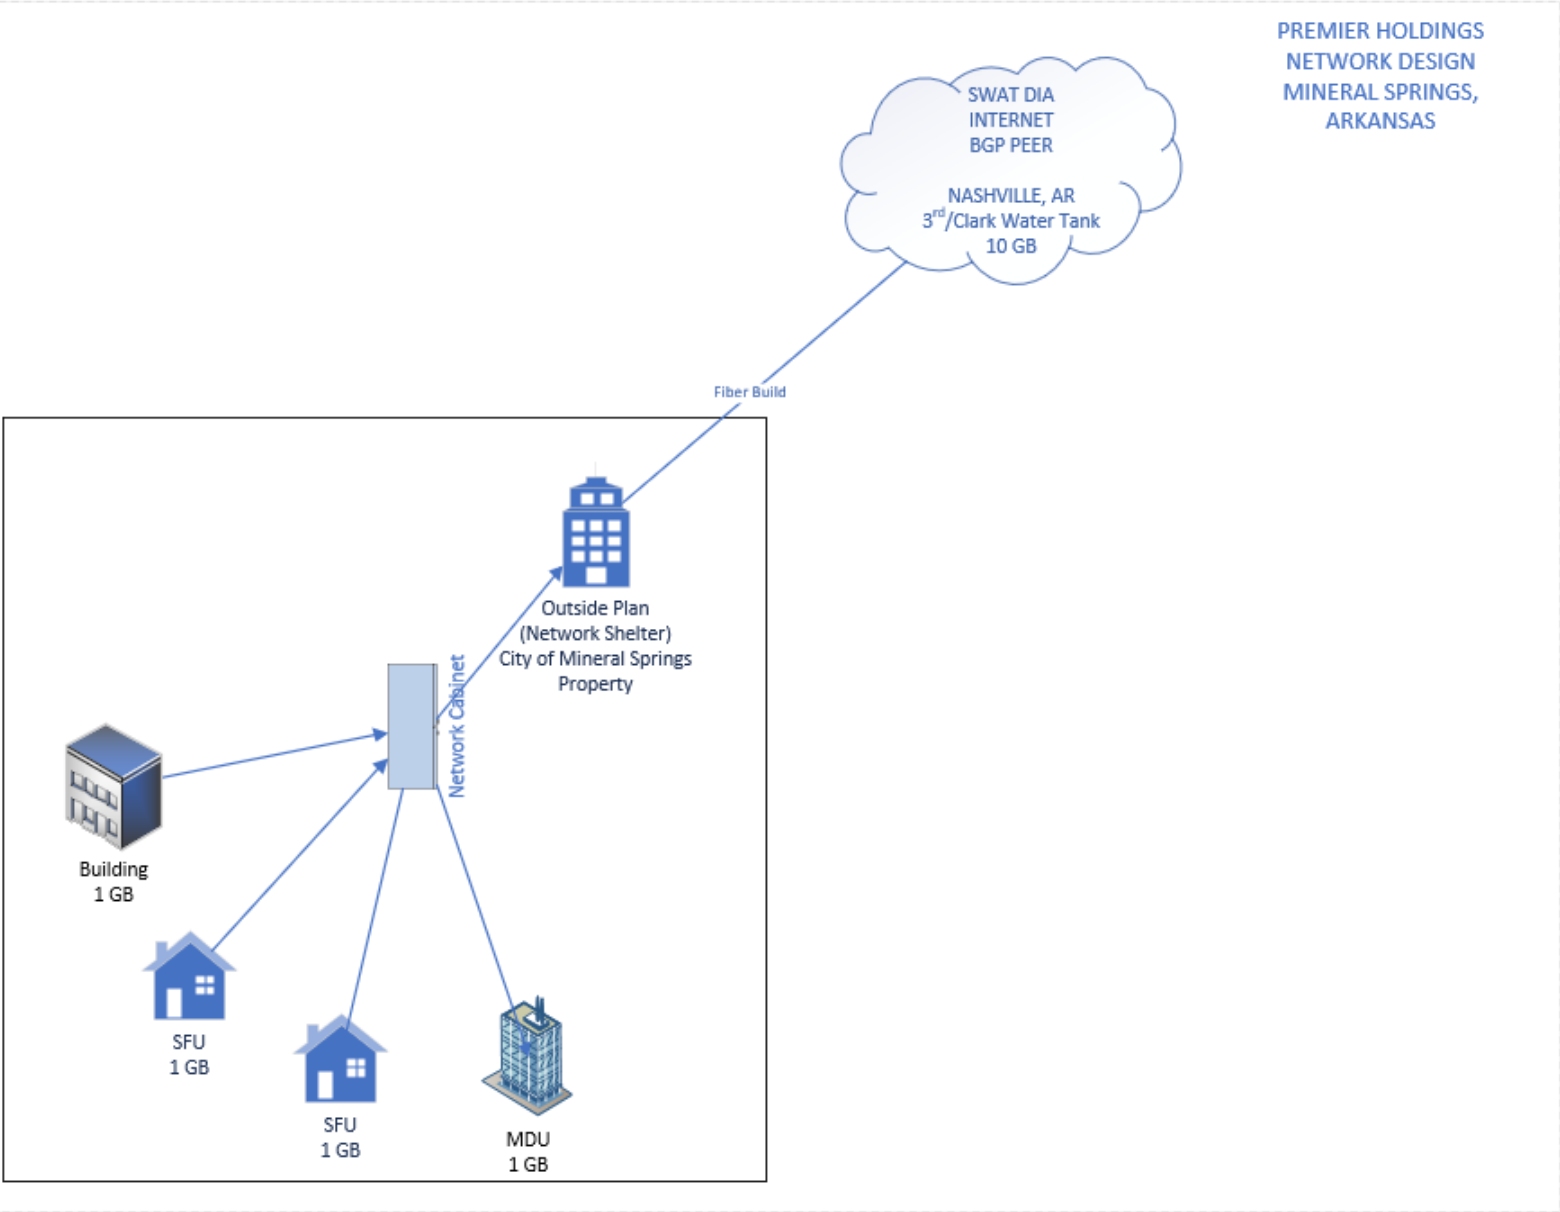 PREMIER HOLDINGS
NETWORK DESIGN
MINERAL SPRINGS,
ARKANSAS
SWAT DIA
INTERNET
BGP PEER
NASHVILLE, AR
3rd/Clark Water Tank
10 GB
Fiber Build
Outside Plan
(Network Shelter)
City of Mineral Springs
Property
Network Cabinet
Building
1 GB
SFU
1 GB
SFU
1 GB
MDU
1 GB